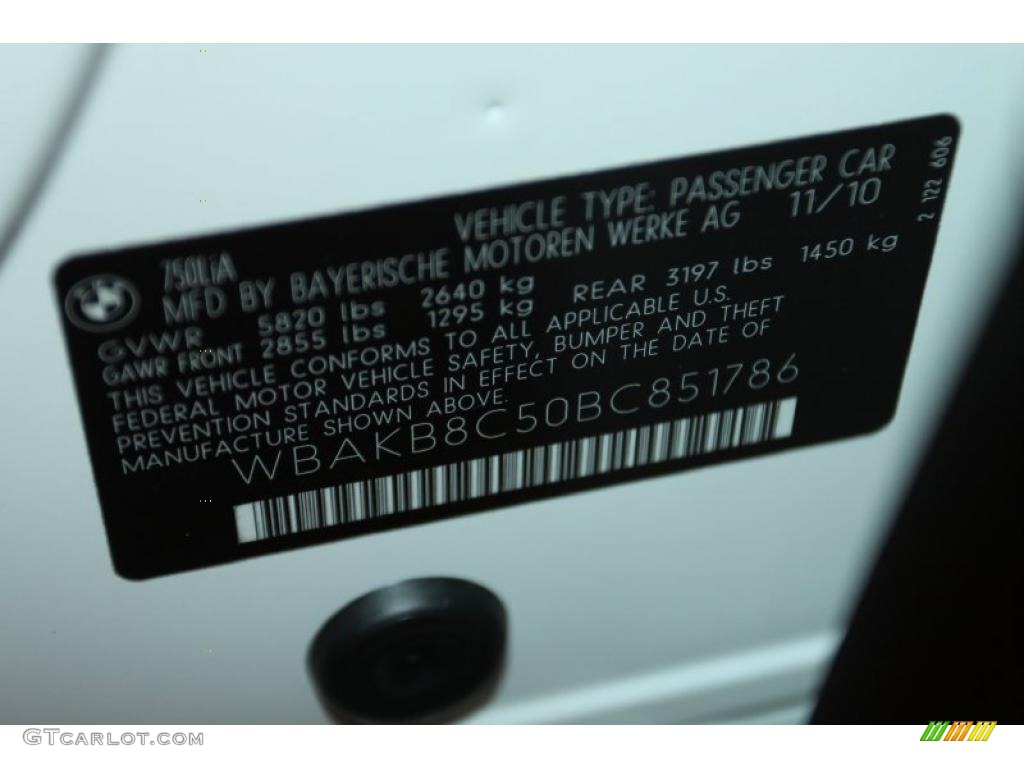 750LiA VEHICLE TYPE: PASSENGER CAR
MFD BY BAYERISCHE MOTOREN WERKE AG 11/10
GVWR 5820 lbs 2640 kg
GAWR FRONT 2855 lbs 1295 kg REAR 3197 lbs 1450 kg
THIS VEHICLE CONFORMS TO ALL APPLICABLE U.S.
FEDERAL MOTOR VEHICLE SAFETY, BUMPER AND THEFT
PREVENTION STANDARDS IN EFFECT ON THE DATE OF
MANUFACTURE SHOWN ABOVE.
WBAKB8C50BC851786
2 122 606
GTCARLOT.COM